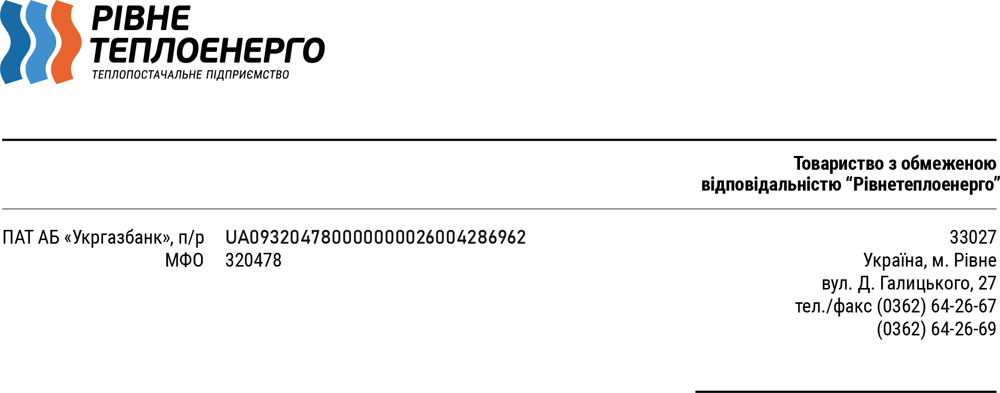 РІВНЕ
ТЕПЛОЕНЕРГО
ТЕПЛОПОСТАЧАЛЬНЕ ПІДПРИЄМСТВО
Товариство з обмеженою
відповідальністю “Рівнетеплоенерго”
ПАТ АБ «Укргазбанк», п/р UA093204780000000026004286962
МФО 320478
33027
Україна, м. Рівне
вул. Д. Галицького, 27
тел./факс (0362) 64-26-67
(0362) 64-26-69